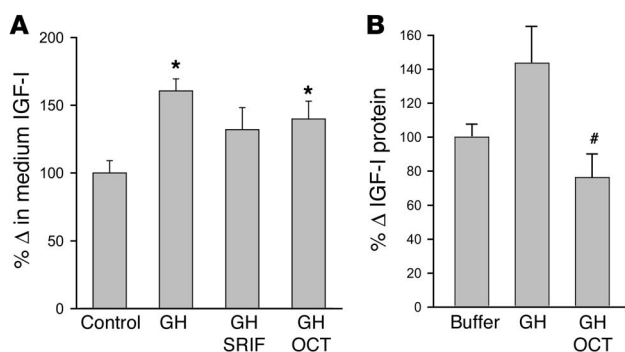 A
% Δ in medium IGF-I
200
150
100
50
0
*
*
Control
GH
GH
SRIF
GH
OCT
B
% Δ IGF-I protein
160
140
120
100
80
60
40
20
0
#
Buffer
GH
GH
OCT